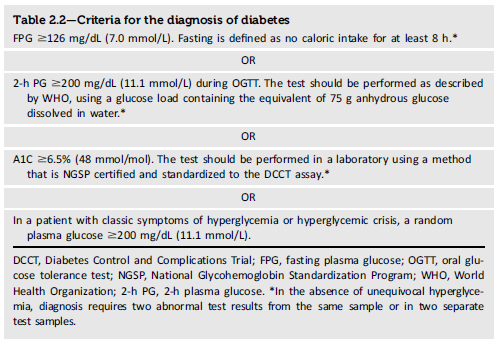 Table 2.2—Criteria for the diagnosis of diabetes
FPG ≥126 mg/dL (7.0 mmol/L). Fasting is defined as no caloric intake for at least 8 h.*
OR
2-h PG ≥200 mg/dL (11.1 mmol/L) during OGTT. The test should be performed as described
by WHO, using a glucose load containing the equivalent of 75 g anhydrous glucose
dissolved in water.*
OR
A1C ≥6.5% (48 mmol/mol). The test should be performed in a laboratory using a method
that is NGSP certified and standardized to the DCCT assay.*
OR
In a patient with classic symptoms of hyperglycemia or hyperglycemic crisis, a random
plasma glucose ≥200 mg/dL (11.1 mmol/L).
DCCT, Diabetes Control and Complications Trial; FPG, fasting plasma glucose; OGTT, oral glu-
cose tolerance test; NGSP, National Glycohemoglobin Standardization Program; WHO, World
Health Organization; 2-h PG, 2-h plasma glucose. *In the absence of unequivocal hyperglyce-
mia, diagnosis requires two abnormal test results from the same sample or in two separate
test samples.